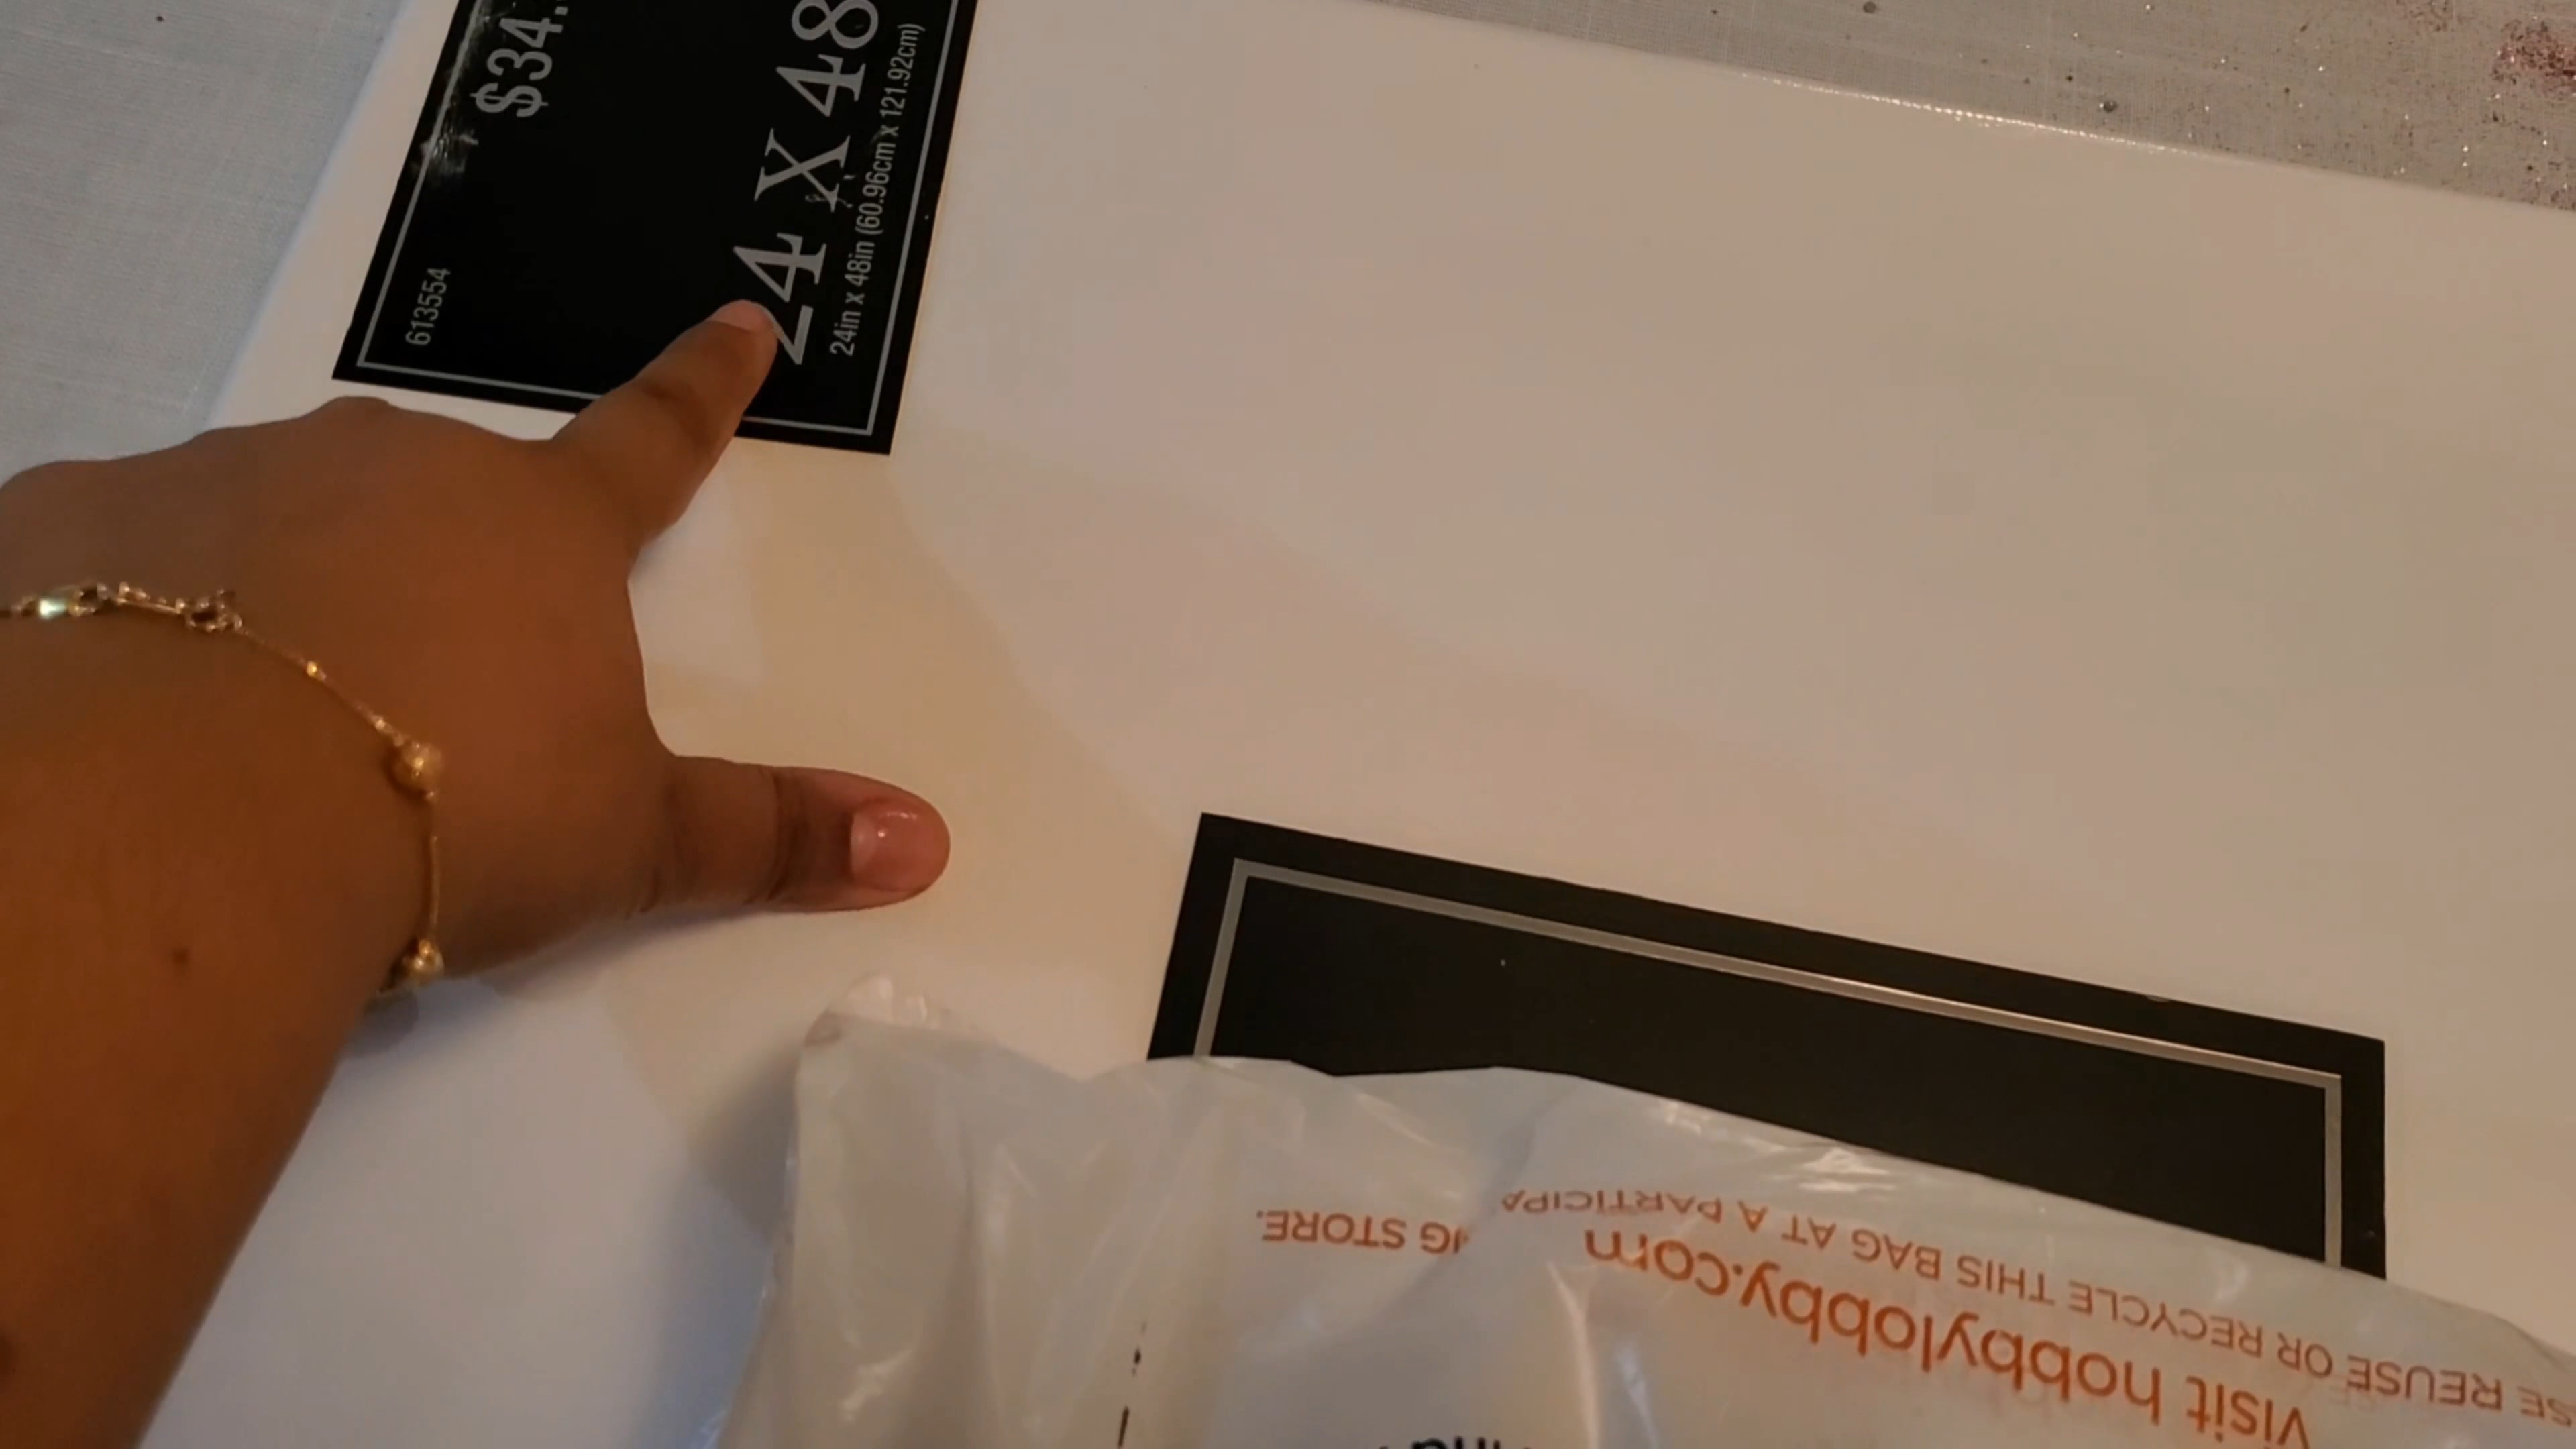 $34.
24 X 48
24in x 48in (60.96cm x 121.92cm)
613554
SE REUSE OR RECYCLE THIS BAG AT A PARTICIPA
G STORE.
visit hobbylobby.com